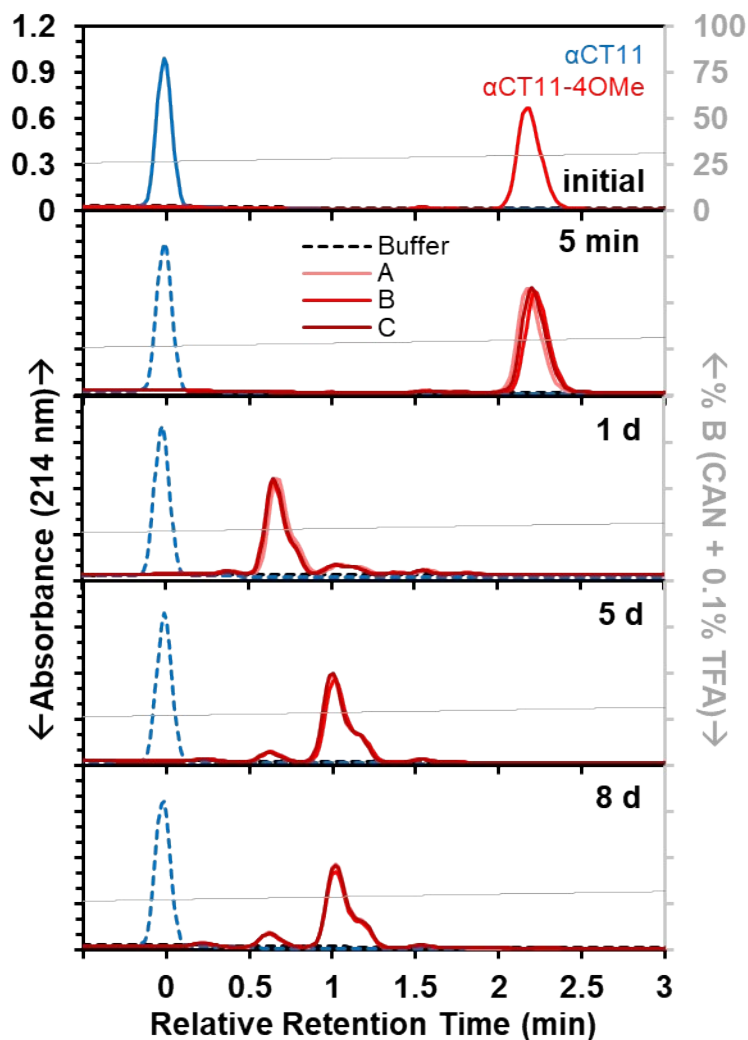 1.2
0.9
0.6
0.3
0
100
75
50
25
0
αCT11
αCT11-4OMe
initial
5 min
Buffer
A
B
C
1 d
5 d
8 d
←Absorbance (214 nm)→
←% B (CAN + 0.1% TFA)→
0 0.5 1 1.5 2 2.5 3
Relative Retention Time (min)